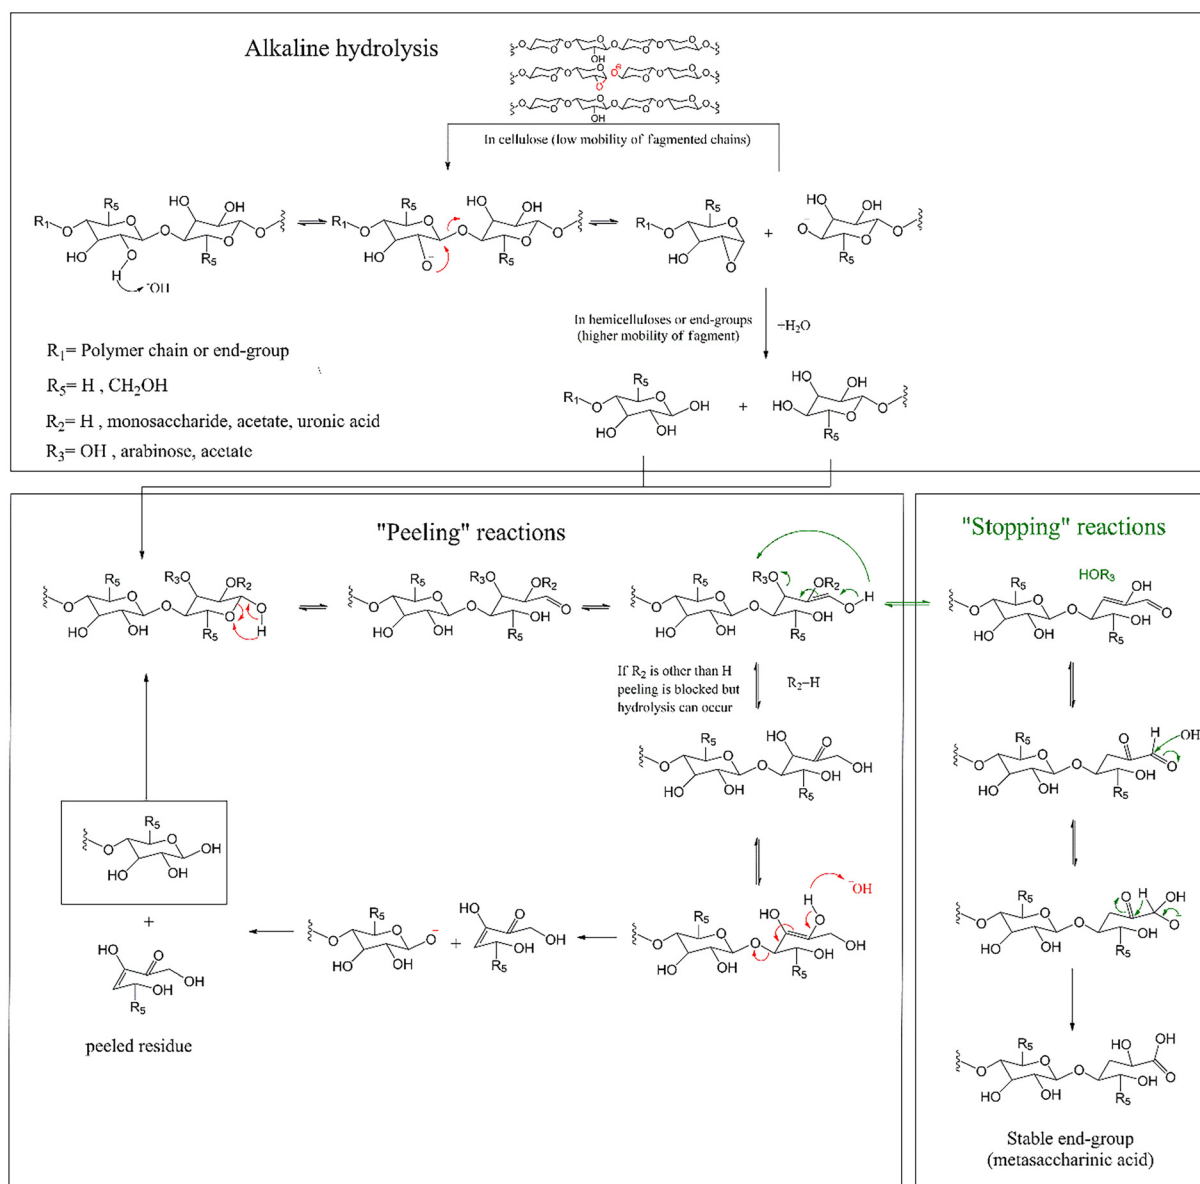 Alkaline hydrolysis
In cellulose (low mobility of fagmented chains)
In hemicelluloses or end-groups
(higher mobility of fragment)
+H₂O
R₁= Polymer chain or end-group
R₅= H , CH₂OH
R₂= H , monosaccharide, acetate, uronic acid
R₃= OH , arabinose, acetate
"Peeling" reactions
If R₂ is other than H
peeling is blocked but
hydrolysis can occur
R₂–H
⁻OH
+
peeled residue
"Stopping" reactions
HOR₃
Stable end-group
(metasaccharinic acid)